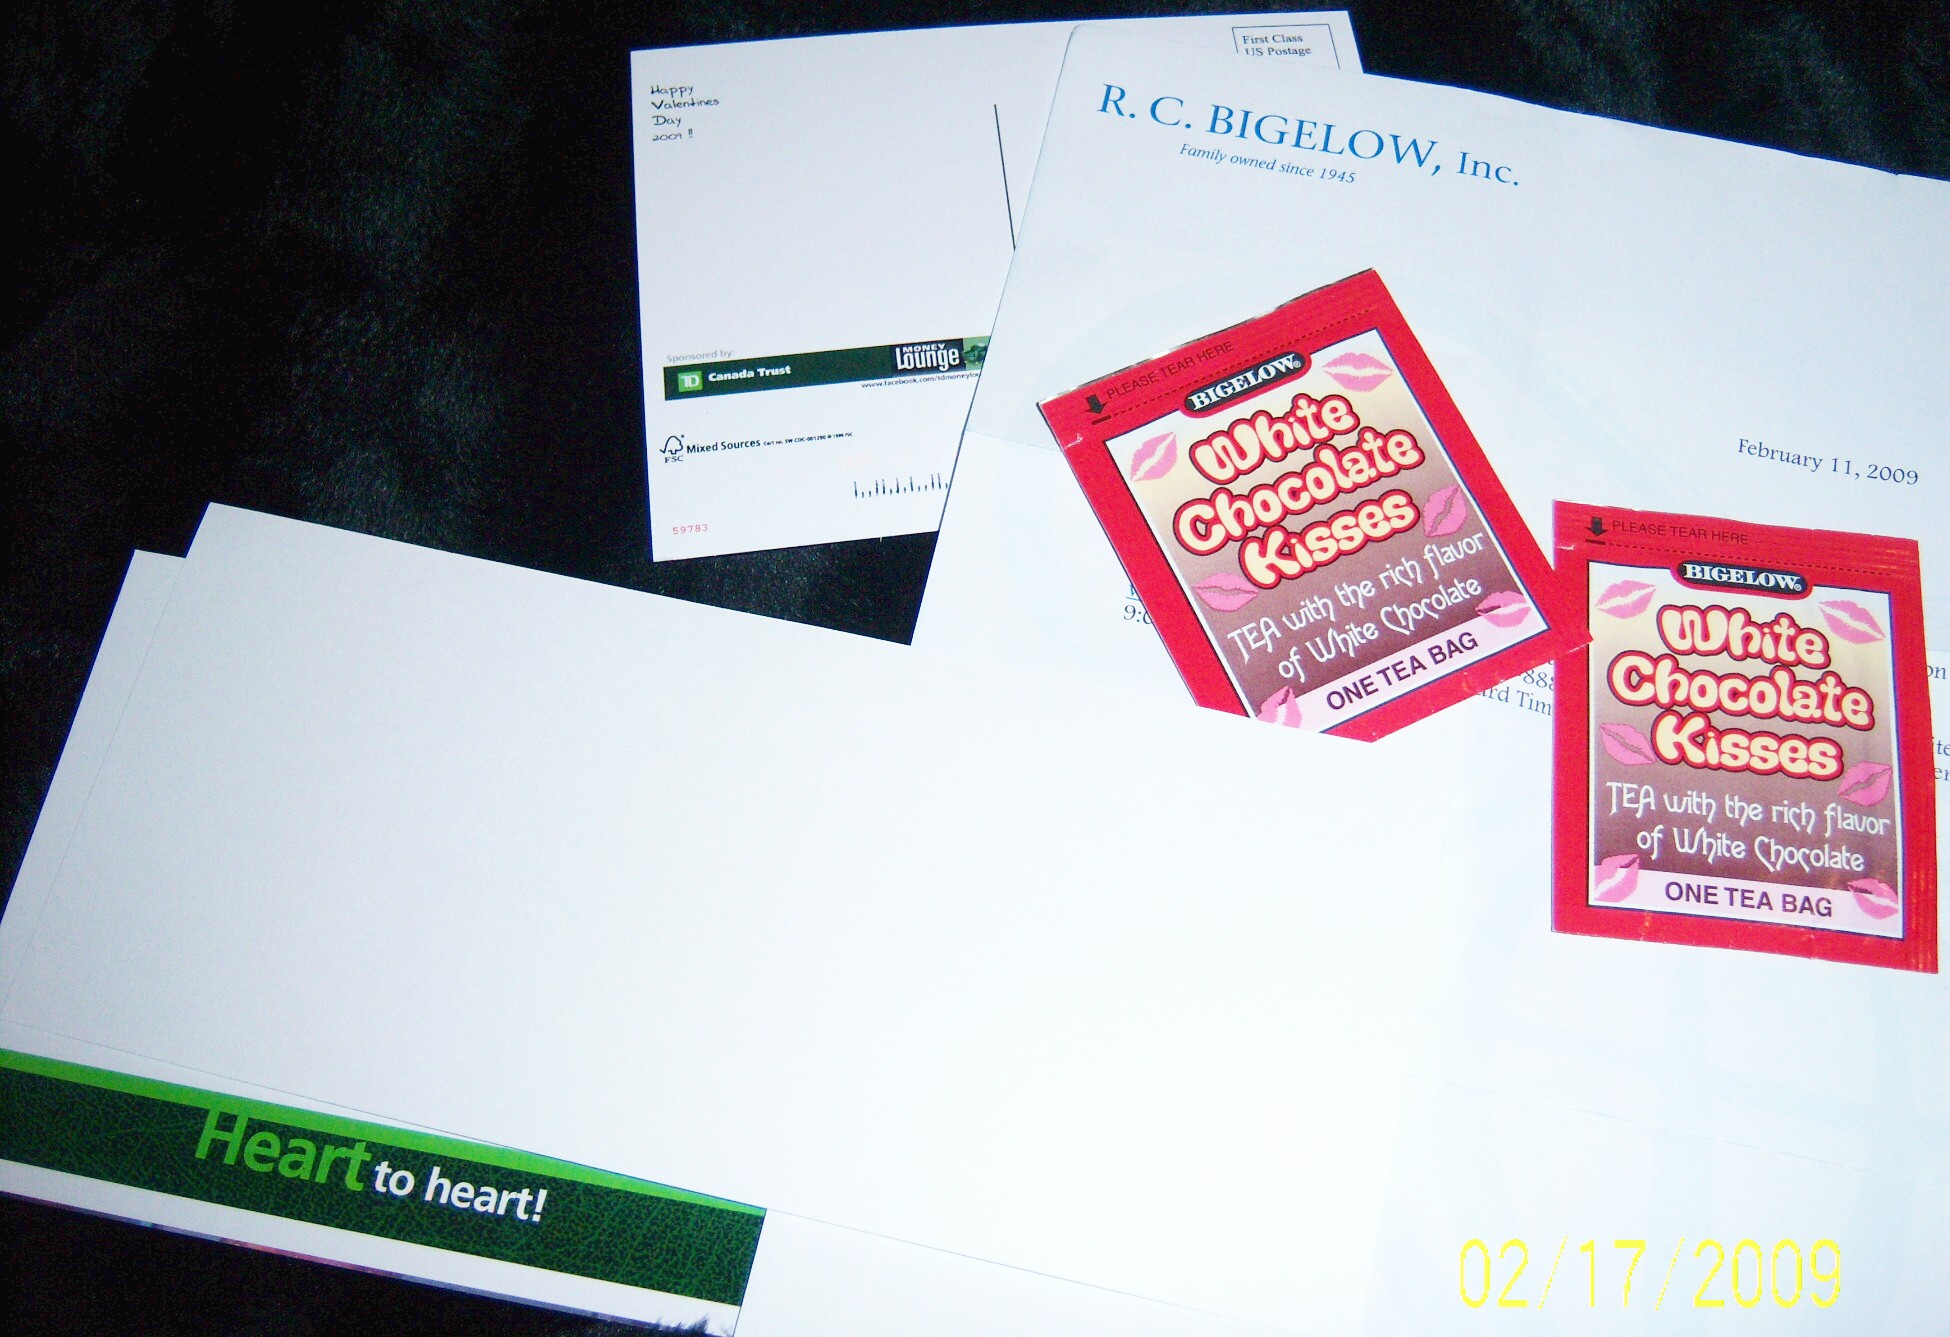 First Class
US Postage
Happy
Valentines
Day
2009 !!
R. C. BIGELOW, Inc.
Family owned since 1945
Sponsored by:
TD Canada Trust
MONEY
Lounge
Mixed Sources
FSC
59783
February 11, 2009
PLEASE TEAR HERE
BIGELOW
White
Chocolate
Kisses
TEA with the rich flavor
of White Chocolate
ONE TEA BAG
PLEASE TEAR HERE
BIGELOW
White
Chocolate
Kisses
TEA with the rich flavor
of White Chocolate
ONE TEA BAG
Heart to heart!
02/17/2009